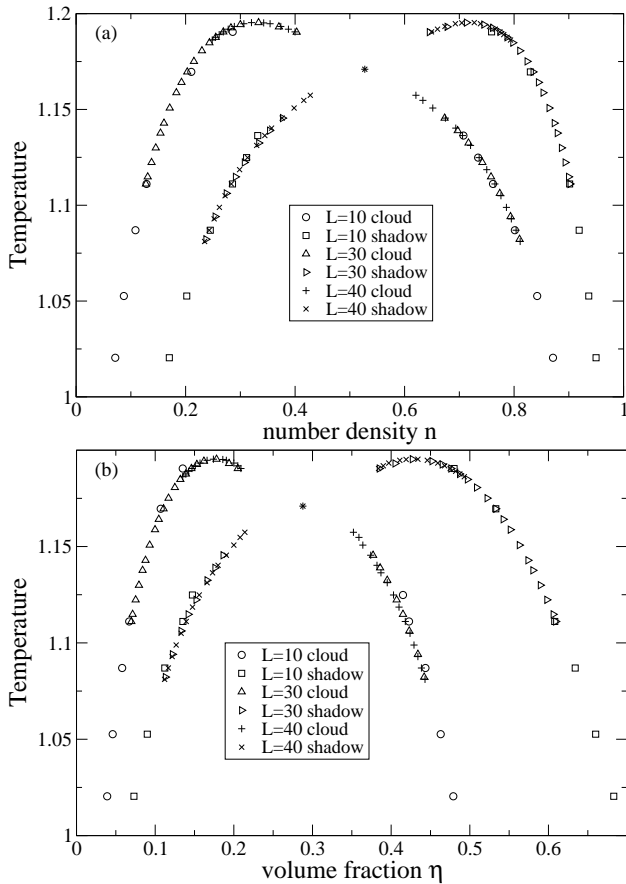 (a)
1.2
1.15
1.1
1.05
1
Temperature
L=10 cloud
L=10 shadow
L=30 cloud
L=30 shadow
L=40 cloud
L=40 shadow
0 0.2 0.4 0.6 0.8 1
number density n
(b)
1.15
1.1
1.05
1
Temperature
L=10 cloud
L=10 shadow
L=30 cloud
L=30 shadow
L=40 cloud
L=40 shadow
0 0.1 0.2 0.3 0.4 0.5 0.6
volume fraction η